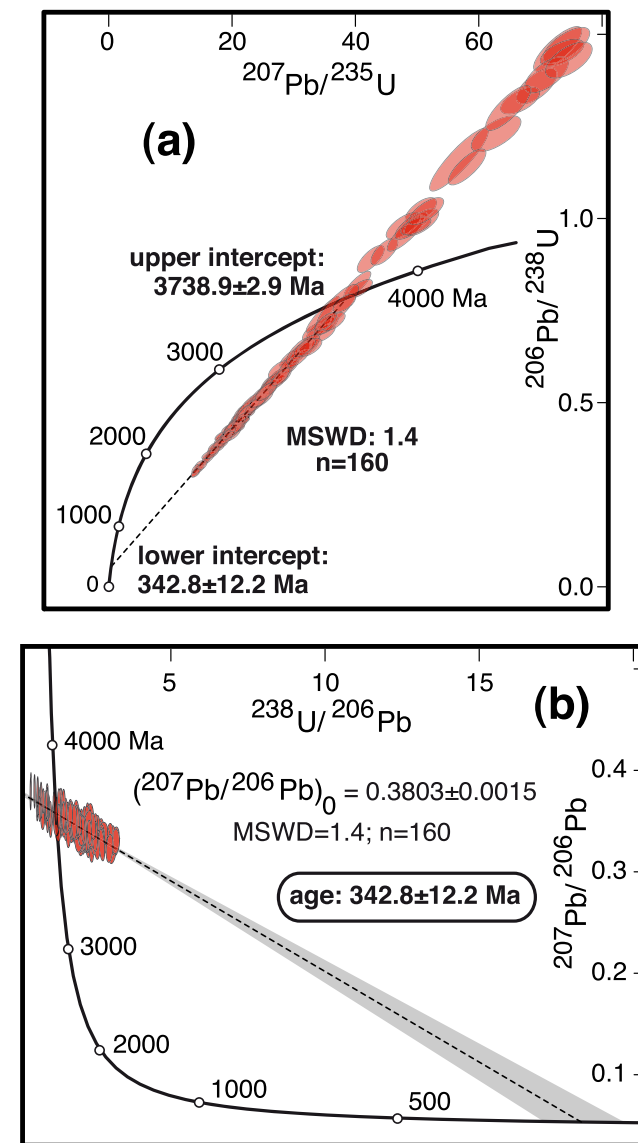 0 20 40 60
207Pb/235U
(a)
1.0
upper intercept:
3738.9±2.9 Ma
4000 Ma
206Pb/238U
3000
0.5
2000
MSWD: 1.4
n=160
1000
lower intercept:
342.8±12.2 Ma
0
0.0
5 10 15
238U/206Pb
(b)
4000 Ma
0.4
(207Pb/206Pb)0 = 0.3803±0.0015
MSWD=1.4; n=160
207Pb/206Pb
0.3
age: 342.8±12.2 Ma
3000
0.2
2000
1000
500
0.1